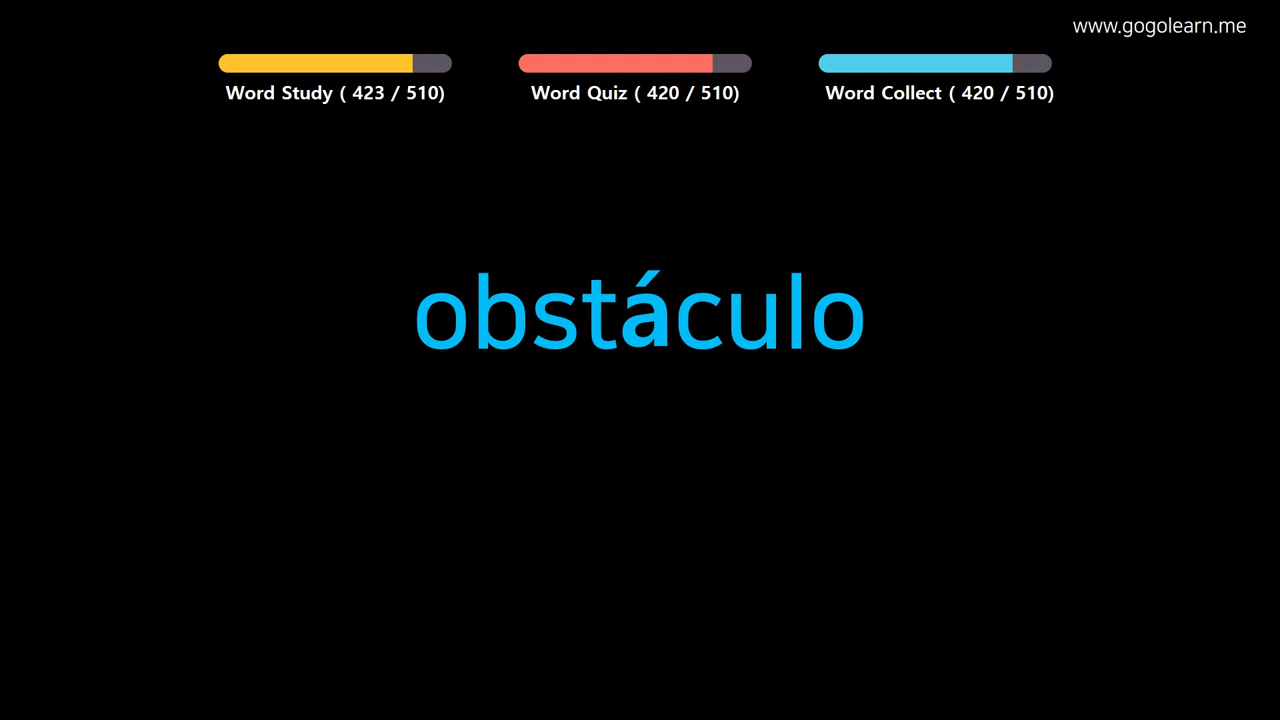 www.gogolearn.me
Word Study ( 423 / 510)
Word Quiz ( 420 / 510)
Word Collect ( 420 / 510)
obstáculo